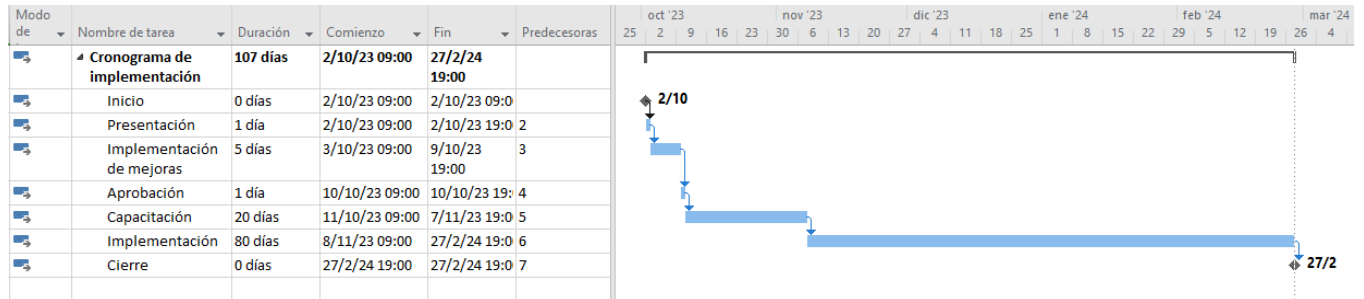 Modo de
Nombre de tarea Duración Comienzo Fin Predecesoras
oct '23 nov '23 dic '23 ene '24 feb '24 mar '24
25 2 9 16 23 30 6 13 20 27 4 11 18 25 1 8 15 22 29 5 12 19 26 4
Cronograma de implementación 107 días 2/10/23 09:00 27/2/24 19:00
Inicio 0 días 2/10/23 09:00 2/10/23 09:0
2/10
Presentación 1 día 2/10/23 09:00 2/10/23 19:0 2
Implementación de mejoras 5 días 3/10/23 09:00 9/10/23 19:00 3
Aprobación 1 día 10/10/23 09:00 10/10/23 19: 4
Capacitación 20 días 11/10/23 09:00 7/11/23 19:0 5
Implementación 80 días 8/11/23 09:00 27/2/24 19:0 6
Cierre 0 días 27/2/24 19:00 27/2/24 19:0 7
27/2